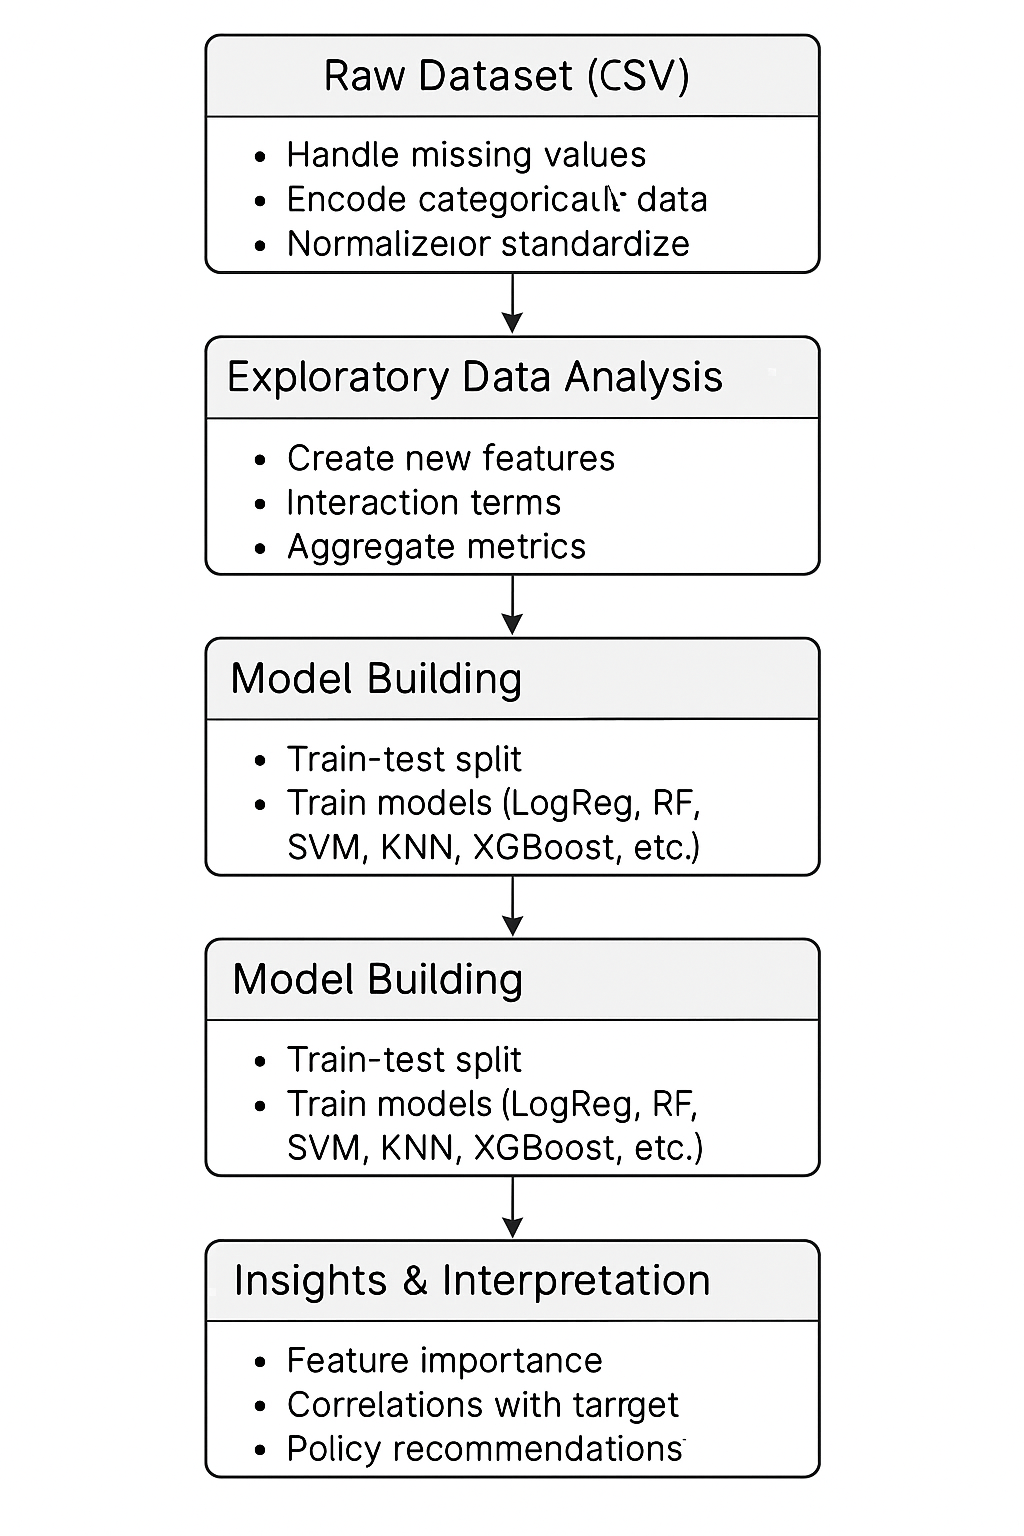 Raw Dataset (CSV)
• Handle missing values
• Encode data
• Normalizeıor standardize
Exploratory Data Analysis
• Create new features
• Interaction terms
• Aggregate metrics
Model Building
• Train-test split
• Train models (LogReg, RF,
SVM, KNN, XGBoost, etc.)
Model Building
• Train-test split
• Train models (LogReg, RF,
SVM, KNN, XGBoost, etc.)
Insights & Interpretation
• Feature importance
• Correlations with tarrget
• Policy recommendations